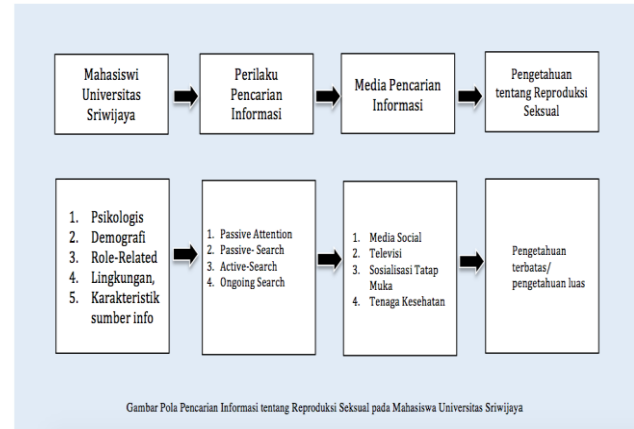 Mahasiswi
Universitas
Sriwijaya
Perilaku
Pencarian
Informasi
Media Pencarian
Informasi
Pengetahuan
tentang Reproduksi
Seksual
1. Psikologis
2. Demografi
3. Role-Related
4. Lingkungan,
5. Karakteristik
sumber info
1. Passive Attention
2. Passive- Search
3. Active-Search
4. Ongoing Search
1. Media Social
2. Televisi
3. Sosialisasi Tatap
Muka
4. Tenaga Kesehatan
Pengetahuan
terbatas/
pengetahuan luas
Gambar Pola Pencarian Informasi tentang Reproduksi Seksual pada Mahasiswa Universitas Sriwijaya